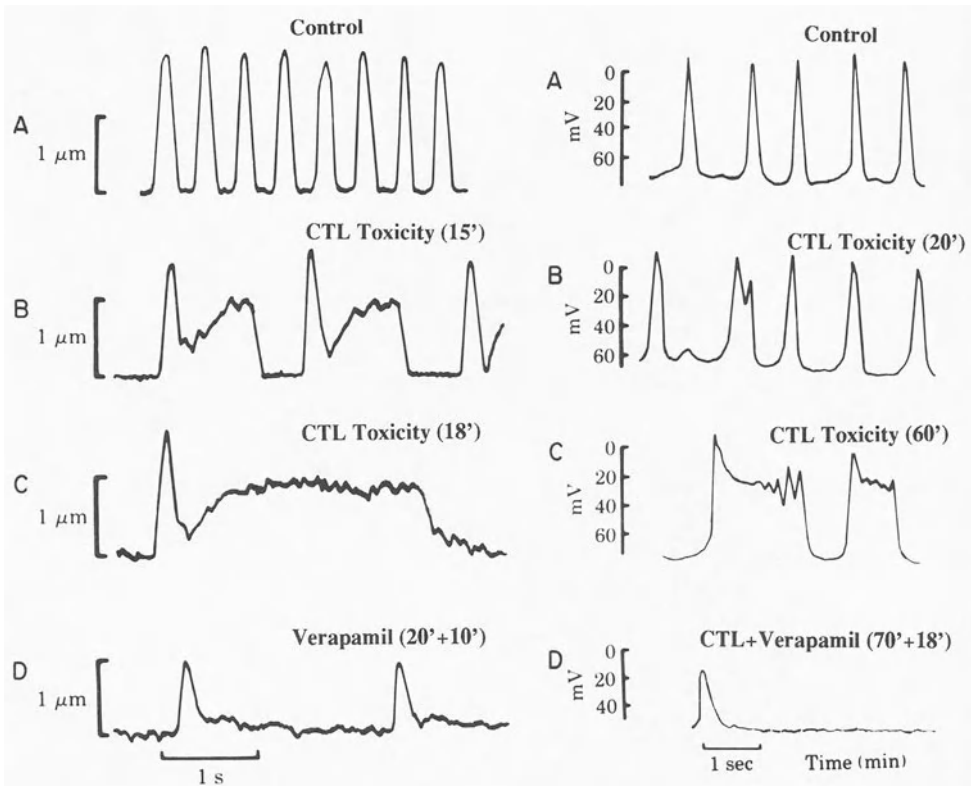 Control
A
1 μm
CTL Toxicity (15')
B
1 μm
CTL Toxicity (18')
C
1 μm
Verapamil (20'+10')
D
1 μm
1 s
Control
A
0
20
40
60
mV
CTL Toxicity (20')
B
0
20
40
60
mV
CTL Toxicity (60')
C
0
20
40
60
mV
CTL+Verapamil (70'+18')
D
0
20
40
mV
1 sec
Time (min)